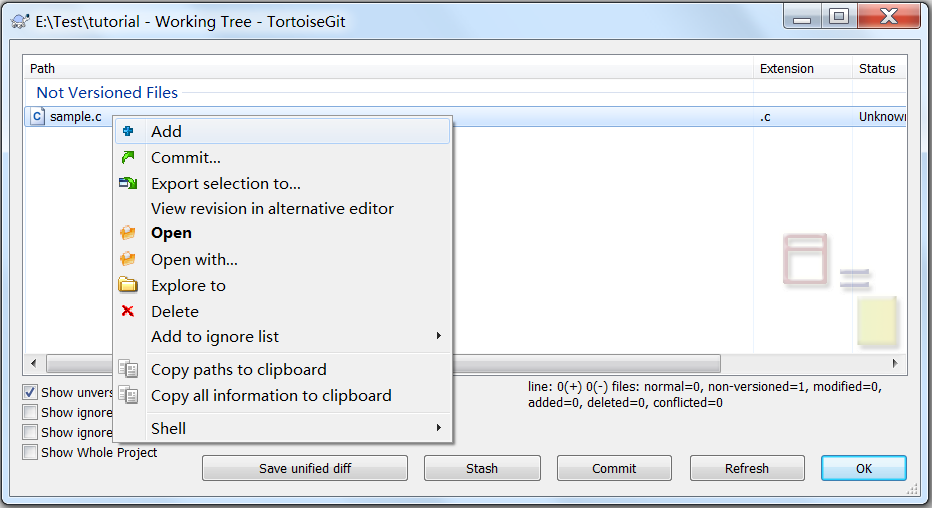 E:\Test\tutorial - Working Tree - TortoiseGit
Path Extension Status
Not Versioned Files
sample.c .c Unknown
Add
Commit...
Export selection to...
View revision in alternative editor
Open
Open with...
Explore to
Delete
Add to ignore list
Copy paths to clipboard
Copy all information to clipboard
Shell
Show unvers
Show ignore
Show ignore
Show Whole Project
line: 0(+) 0(-) files: normal=0, non-versioned=1, modified=0,
added=0, deleted=0, conflicted=0
Save unified diff Stash Commit Refresh OK